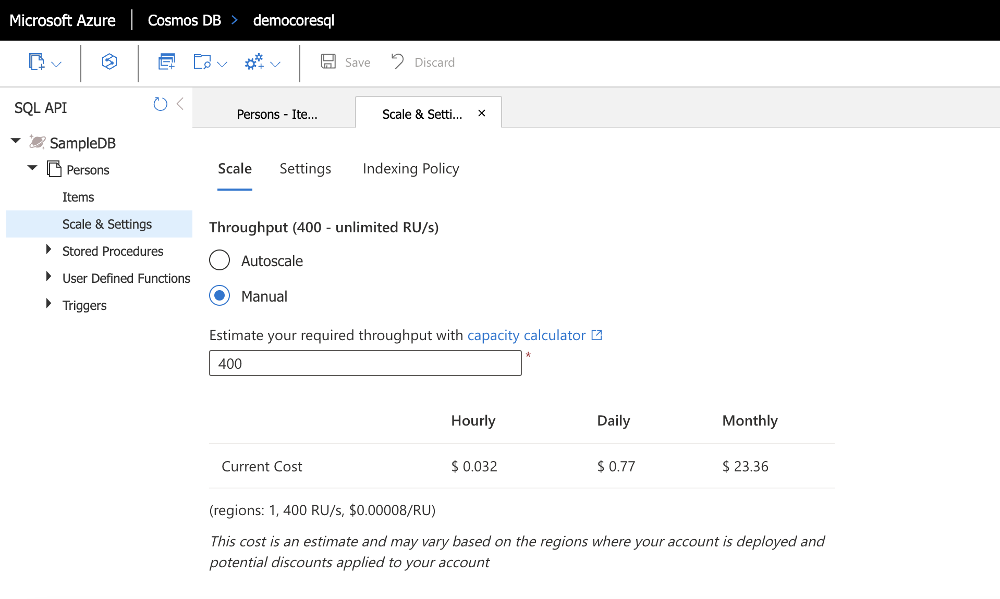 Microsoft Azure | Cosmos DB > democoresql
Save Discard
SQL API
Persons - Ite...
Scale & Setti... ×
SampleDB
Persons
Items
Scale & Settings
Stored Procedures
User Defined Functions
Triggers
Scale Settings Indexing Policy
Throughput (400 - unlimited RU/s)
Autoscale
Manual
Estimate your required throughput with capacity calculator
400 *
Hourly Daily Monthly
Current Cost $ 0.032 $ 0.77 $ 23.36
(regions: 1, 400 RU/s, $0.00008/RU)
This cost is an estimate and may vary based on the regions where your account is deployed and
potential discounts applied to your account